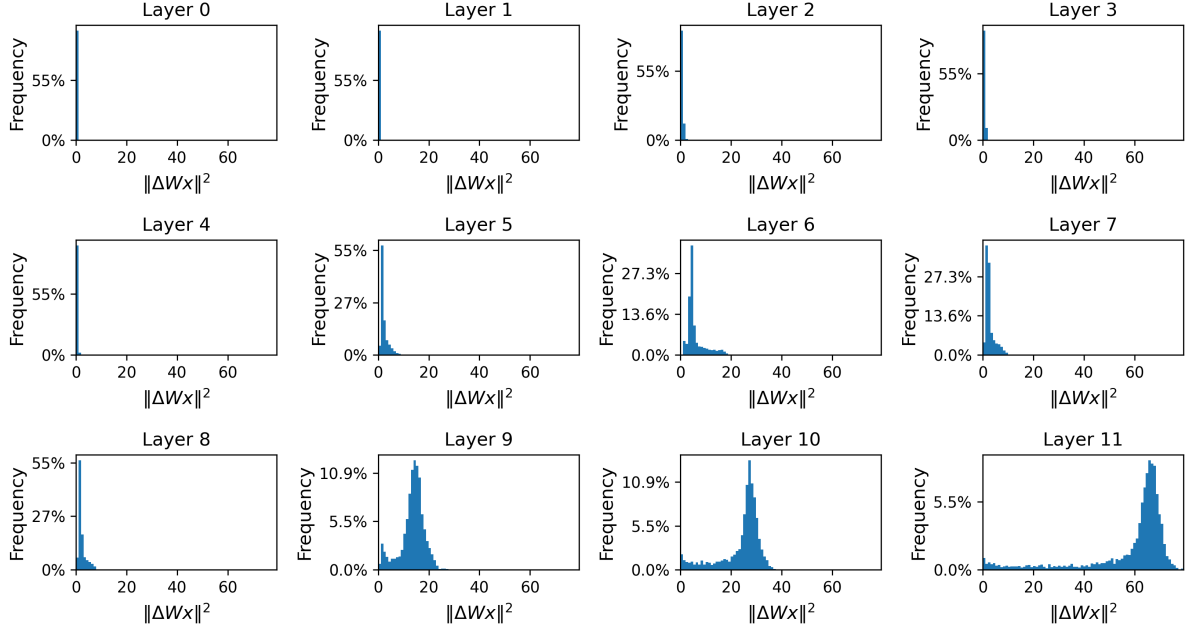 Layer 0
Frequency
55%
0%
0 20 40 60
‖ΔWx‖²
Layer 1
Frequency
55%
0%
0 20 40 60
‖ΔWx‖²
Layer 2
Frequency
55%
0%
0 20 40 60
‖ΔWx‖²
Layer 3
Frequency
55%
0%
0 20 40 60
‖ΔWx‖²
Layer 4
Frequency
55%
0%
0 20 40 60
‖ΔWx‖²
Layer 5
Frequency
55%
27%
0%
0 20 40 60
‖ΔWx‖²
Layer 6
Frequency
27.3%
13.6%
0.0%
0 20 40 60
‖ΔWx‖²
Layer 7
Frequency
27.3%
13.6%
0.0%
0 20 40 60
‖ΔWx‖²
Layer 8
Frequency
55%
27%
0%
0 20 40 60
‖ΔWx‖²
Layer 9
Frequency
10.9%
5.5%
0.0%
0 20 40 60
‖ΔWx‖²
Layer 10
Frequency
10.9%
5.5%
0.0%
0 20 40 60
‖ΔWx‖²
Layer 11
Frequency
5.5%
0.0%
0 20 40 60
‖ΔWx‖²